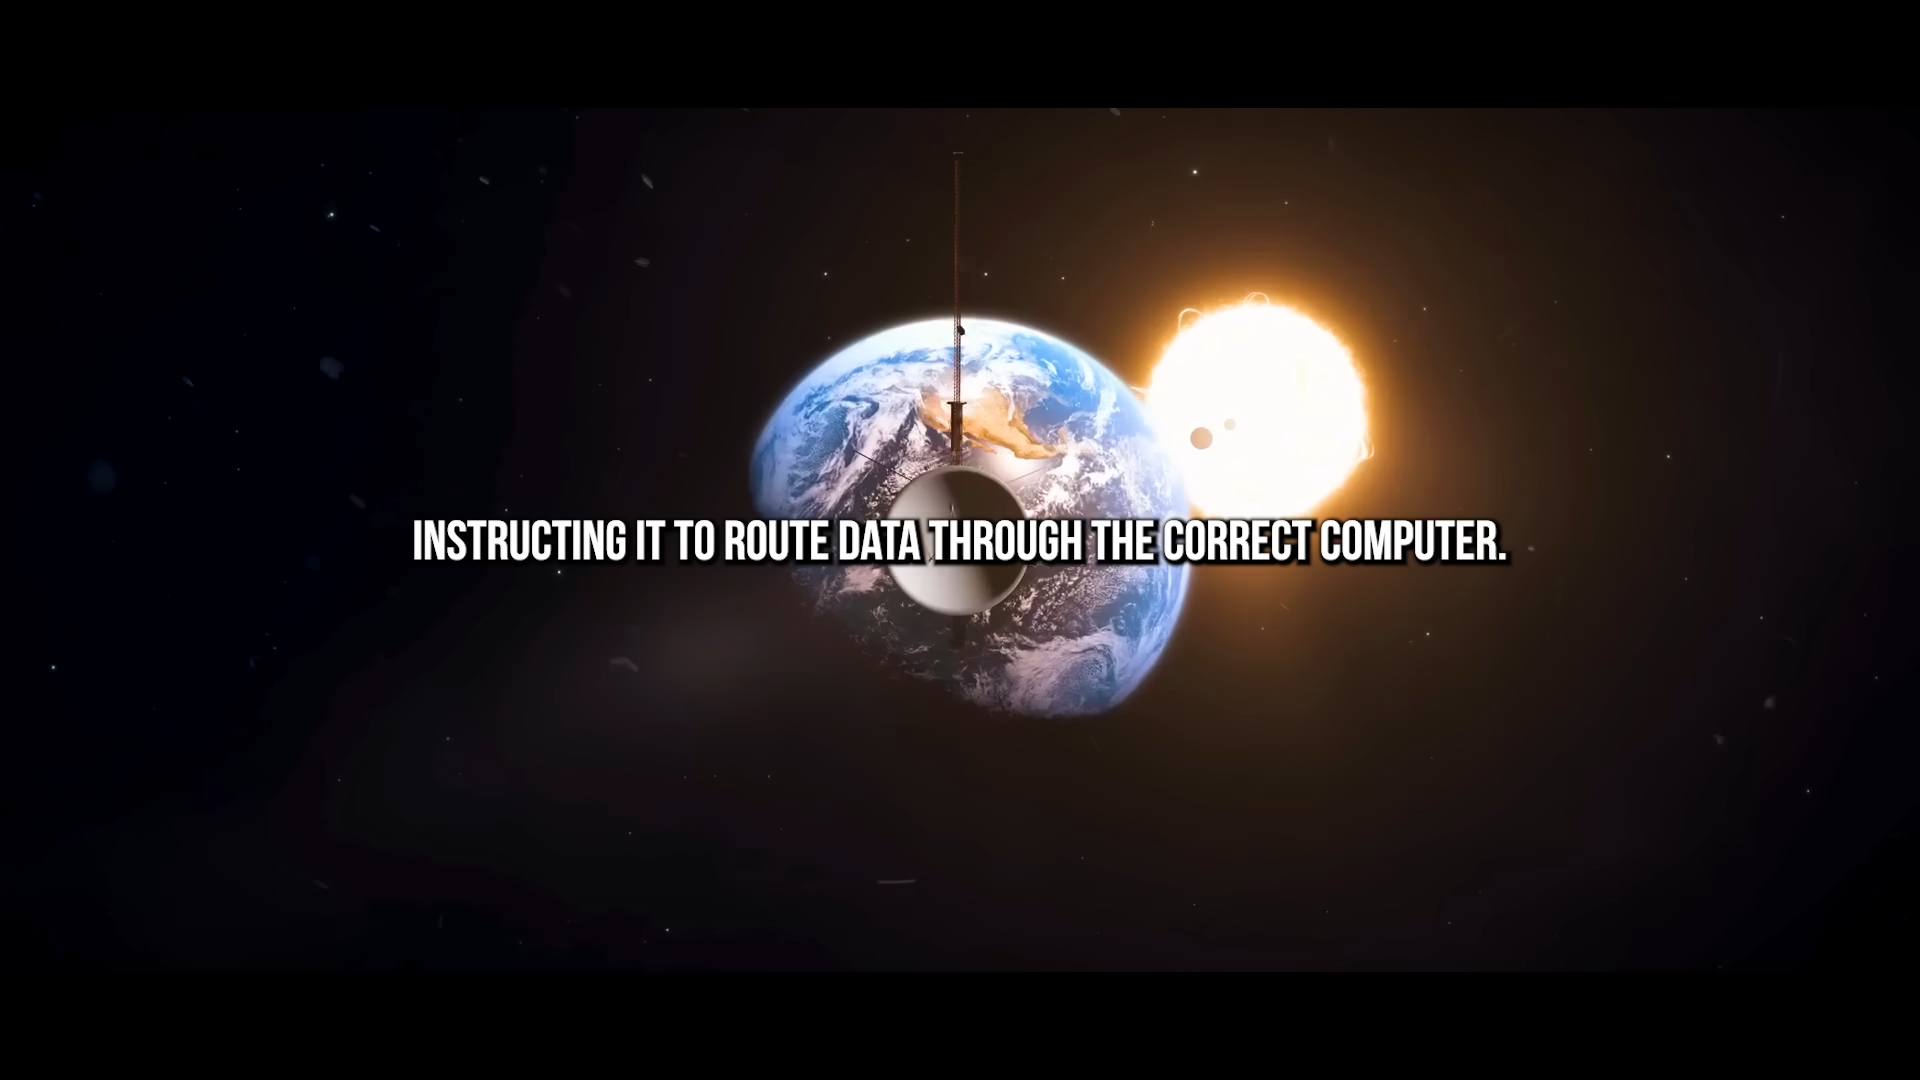 INSTRUCTING IT TO ROUTE DATA THROUGH THE CORRECT COMPUTER.